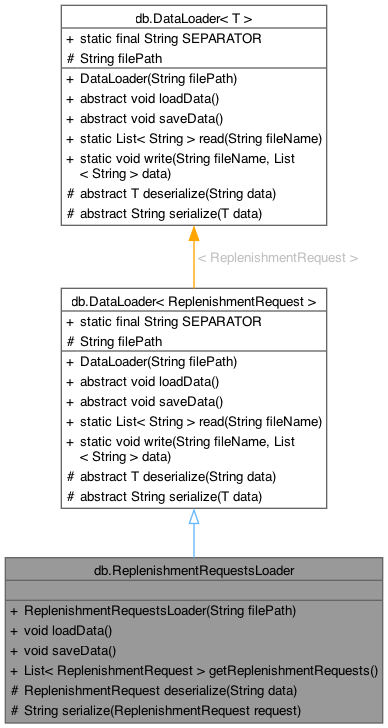 db.DataLoader< T >
+ static final String SEPARATOR
# String filePath
+ DataLoader(String filePath)
+ abstract void loadData()
+ abstract void saveData()
+ static List< String > read(String fileName)
+ static void write(String fileName, List
< String > data)
# abstract T deserialize(String data)
# abstract String serialize(T data)
< ReplenishmentRequest >
db.DataLoader< ReplenishmentRequest >
+ static final String SEPARATOR
# String filePath
+ DataLoader(String filePath)
+ abstract void loadData()
+ abstract void saveData()
+ static List< String > read(String fileName)
+ static void write(String fileName, List
< String > data)
# abstract T deserialize(String data)
# abstract String serialize(T data)
db.ReplenishmentRequestsLoader
+ ReplenishmentRequestsLoader(String filePath)
+ void loadData()
+ void saveData()
+ List< ReplenishmentRequest > getReplenishmentRequests()
# ReplenishmentRequest deserialize(String data)
# String serialize(ReplenishmentRequest request)